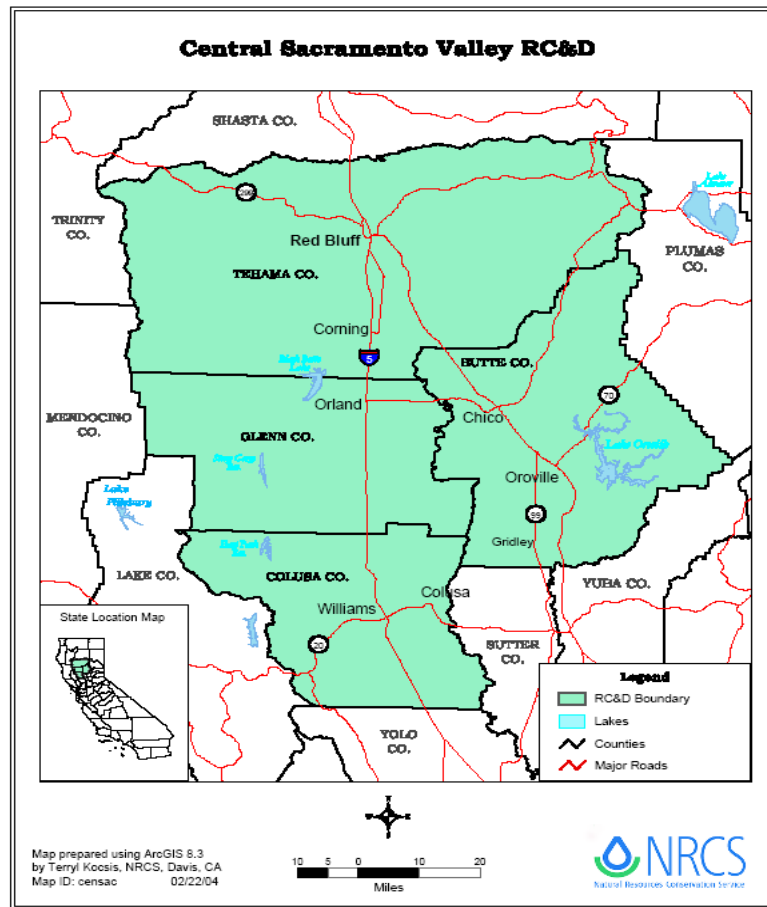 Central Sacramento Valley RC&D
SHASTA CO.
TRINITY
CO.
Lake
PLUMAS
CO.
Red Bluff
TEHAMA CO.
Corning
5
BUTTE CO.
Lake
70
Orland
Chico
MENDOCINO
CO.
GLENN CO.
Lake Oroville
Oroville
Lake
Pillsbury
99
Gridley
LAKE CO.
COLUSA CO.
YUBA CO.
Colusa
Williams
20
SUTTER
CO.
YOLO
CO.
State Location Map
Legend
RC&D Boundary
Lakes
Counties
Major Roads
Map prepared using ArcGIS 8.3
by Terryl Kocsis, NRCS, Davis, CA
Map ID: censac 02/22/04
10 5 0 10 20
Miles
NRCS
Natural Resources Conservation Service